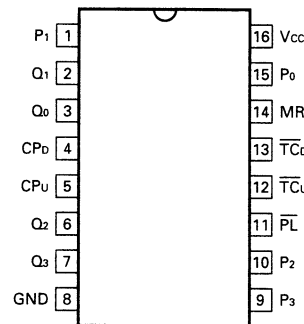 P1 1 16 VCC
Q1 2 15 P0
Q0 3 14 MR
CPD 4 13 TCD
CPU 5 12 TCU
Q2 6 11 PL
Q3 7 10 P2
GND 8 9 P3